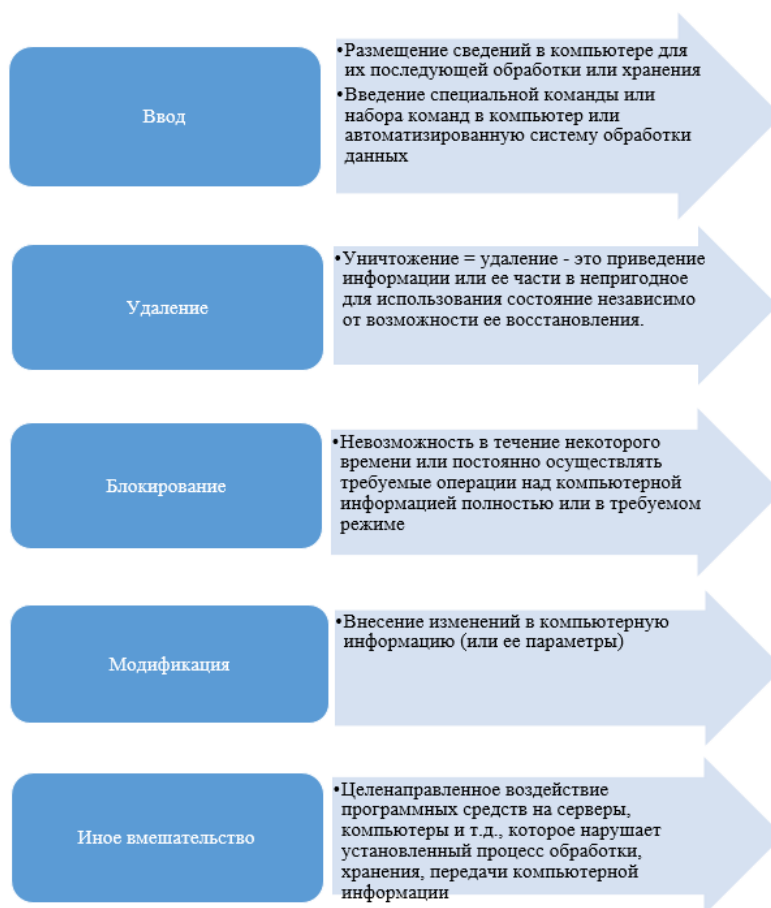 Ввод
•Размещение сведений в компьютере для
их последующей обработки или хранения
•Введение специальной команды или
набора команд в компьютер или
автоматизированную систему обработки
данных
Удаление
•Уничтожение = удаление - это приведение
информации или ее части в непригодное
для использования состояние независимо
от возможности ее восстановления.
Блокирование
•Невозможность в течение некоторого
времени или постоянно осуществлять
требуемые операции над компьютерной
информацией полностью или в требуемом
режиме
Модификация
•Внесение изменений в компьютерную
информацию (или ее параметры)
Иное вмешательство
•Целенаправленное воздействие
программных средств на серверы,
компьютеры и т.д., которое нарушает
установленный процесс обработки,
хранения, передачи компьютерной
информации